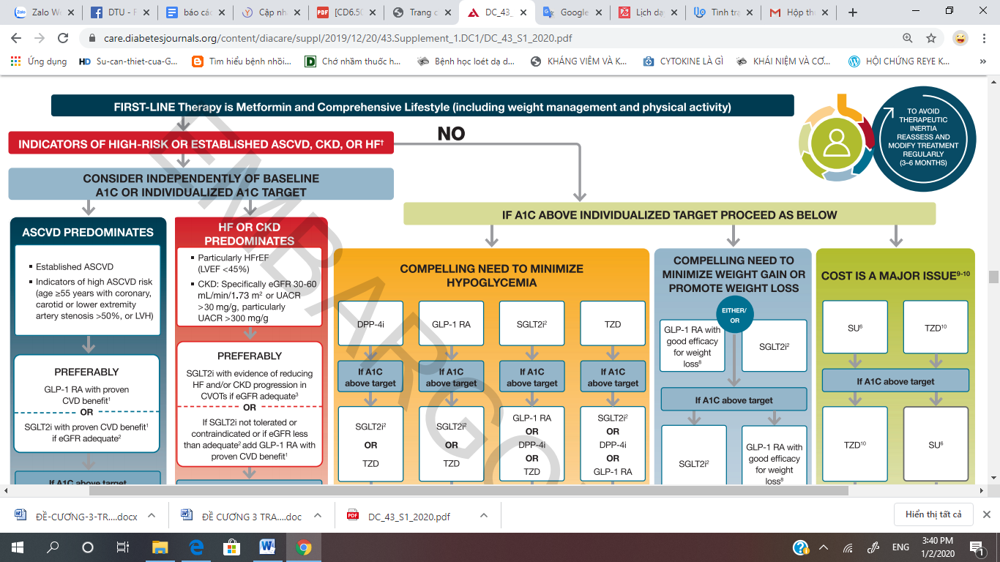 Zalo We
DTU - F
báo các
Cập nh
[CD6.5C
Trang c
DC_43_
Google
Lịch dạy
Tình tra
Hộp th
care.diabetesjournals.org/content/diacare/suppl/2019/12/20/43.Supplement_1.DC1/DC_43_S1_2020.pdf
Ứng dụng
HD Su-can-thiet-cua-G...
Tìm hiểu bệnh nhồi...
Chớ nhầm thuốc h...
Bệnh học loét dạ d...
KHÁNG VIÊM VÀ K...
CYTOKINE LÀ GÌ
KHÁI NIỆM VÀ CƠ...
HỘI CHỨNG REYE K...
FIRST-LINE Therapy is Metformin and Comprehensive Lifestyle (including weight management and physical activity)
TO AVOID
THERAPEUTIC
INERTIA
REASSESS AND
MODIFY TREATMENT
REGULARLY
(3–6 MONTHS)
INDICATORS OF HIGH-RISK OR ESTABLISHED ASCVD, CKD, OR HF†
NO
CONSIDER INDEPENDENTLY OF BASELINE
A1C OR INDIVIDUALIZED A1C TARGET
IF A1C ABOVE INDIVIDUALIZED TARGET PROCEED AS BELOW
ASCVD PREDOMINATES
▪ Established ASCVD
▪ Indicators of high ASCVD risk
(age ≥55 years with coronary,
carotid or lower extremity
artery stenosis >50%, or LVH)
PREFERABLY
GLP-1 RA with proven
CVD benefit¹
OR
SGLT2i with proven CVD benefit¹
if eGFR adequate²
If A1C above target
HF OR CKD
PREDOMINATES
▪ Particularly HFrEF
(LVEF <45%)
▪ CKD: Specifically eGFR 30-60
mL/min/1.73 m² or UACR
>30 mg/g, particularly
UACR >300 mg/g
PREFERABLY
SGLT2i with evidence of reducing
HF and/or CKD progression in
CVOTs if eGFR adequate³
OR
If SGLT2i not tolerated or
contraindicated or if eGFR less
than adequate² add GLP-1 RA with
proven CVD benefit¹
COMPELLING NEED TO MINIMIZE
HYPOGLYCEMIA
DPP-4i
GLP-1 RA
SGLT2i²
TZD
If A1C
above target
If A1C
above target
If A1C
above target
If A1C
above target
SGLT2i²
OR
TZD
SGLT2i²
OR
TZD
GLP-1 RA
OR
DPP-4i
OR
TZD
SGLT2i²
OR
DPP-4i
OR
GLP-1 RA
COMPELLING NEED TO
MINIMIZE WEIGHT GAIN OR
PROMOTE WEIGHT LOSS
EITHER/
OR
GLP-1 RA with
good efficacy
for weight
loss⁸
SGLT2i²
If A1C above target
SGLT2i²
GLP-1 RA with
good efficacy
for weight
loss⁸
COST IS A MAJOR ISSUE⁹⁻¹⁰
SU⁶
TZD¹⁰
If A1C above target
TZD¹⁰
SU⁶
EMBARGO
ĐỀ-CƯƠNG-3-TR....docx
ĐỀ CƯƠNG 3 TRA....doc
DC_43_S1_2020.pdf
Hiển thị tất cả
ENG
3:40 PM
1/2/2020